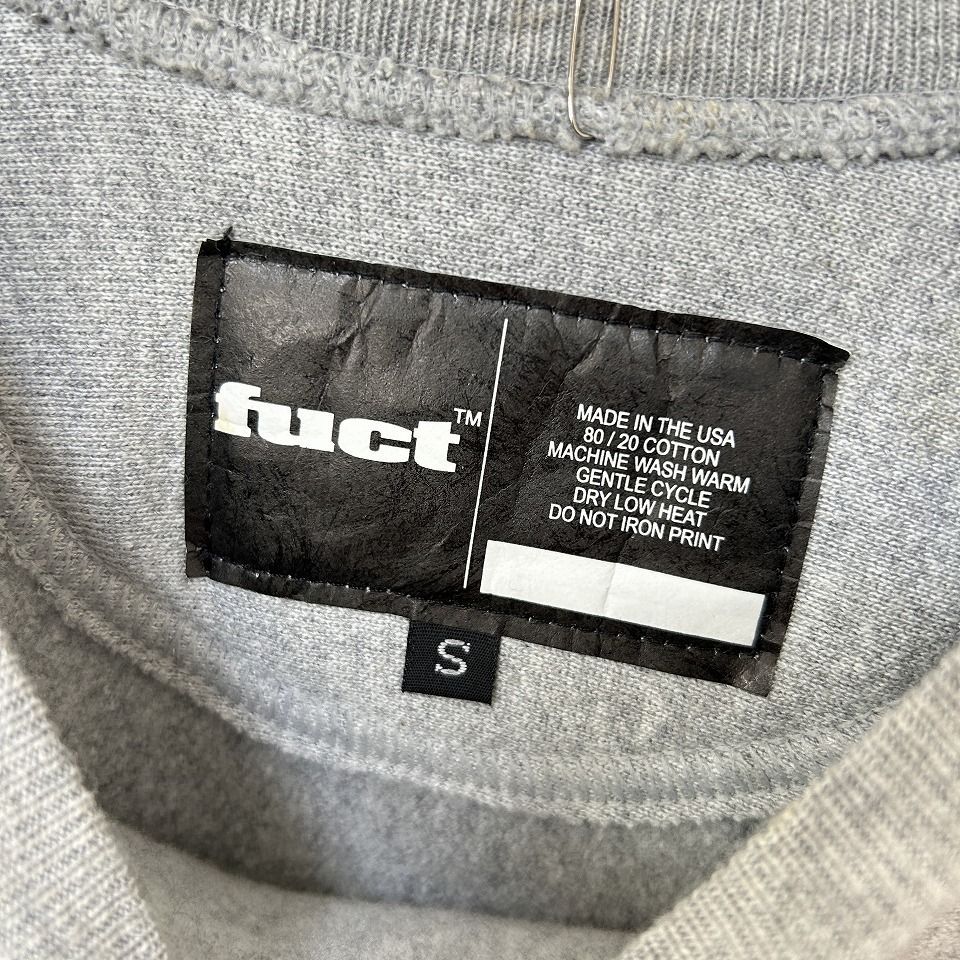 fuct™
MADE IN THE USA
80 / 20 COTTON
MACHINE WASH WARM
GENTLE CYCLE
DRY LOW HEAT
DO NOT IRON PRINT
S